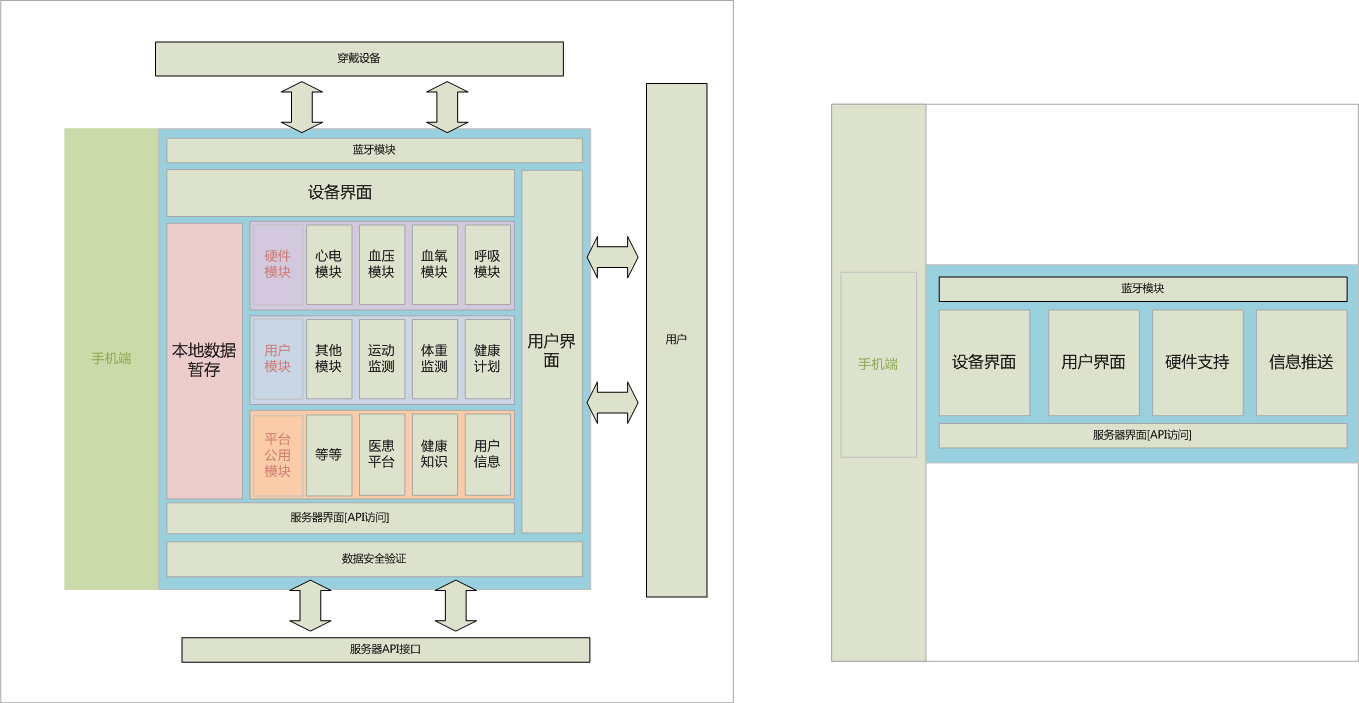 穿戴设备
蓝牙模块
设备界面
硬件
模块
心电
模块
血压
模块
血氧
模块
呼吸
模块
手机端
本地数据
暂存
用户
模块
其他
模块
运动
监测
体重
监测
健康
计划
用户界
面
用户
平台
公用
模块
等等
医患
平台
健康
知识
用户
信息
服务器界面[API访问]
数据安全验证
服务器API接口
手机端
蓝牙模块
设备界面
用户界面
硬件支持
信息推送
服务器界面[API访问]